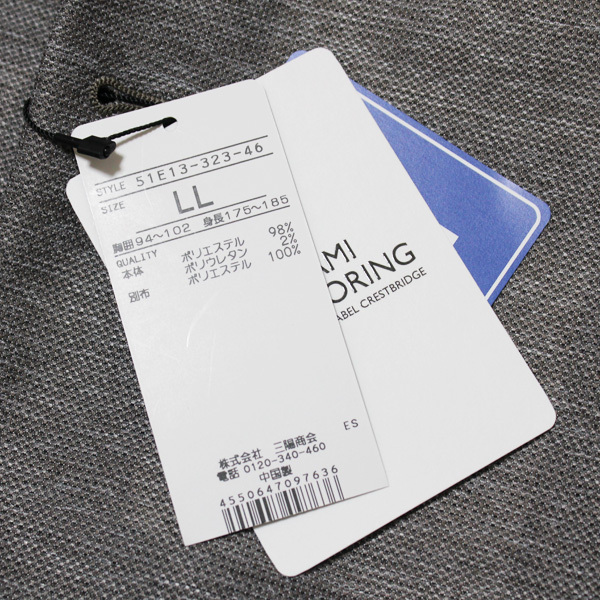 STYLE 51E13-323-46
SIZE LL
胸囲94～102 身長175～185
QUALITY
本体 ポリエステル 98%
ポリウレタン 2%
別布 ポリエステル 100%
ES
株式会社 三陽商会
電話 0120-340-460
中国製
4550647097636
AMI
ORING
ABEL CRESTBRIDGE